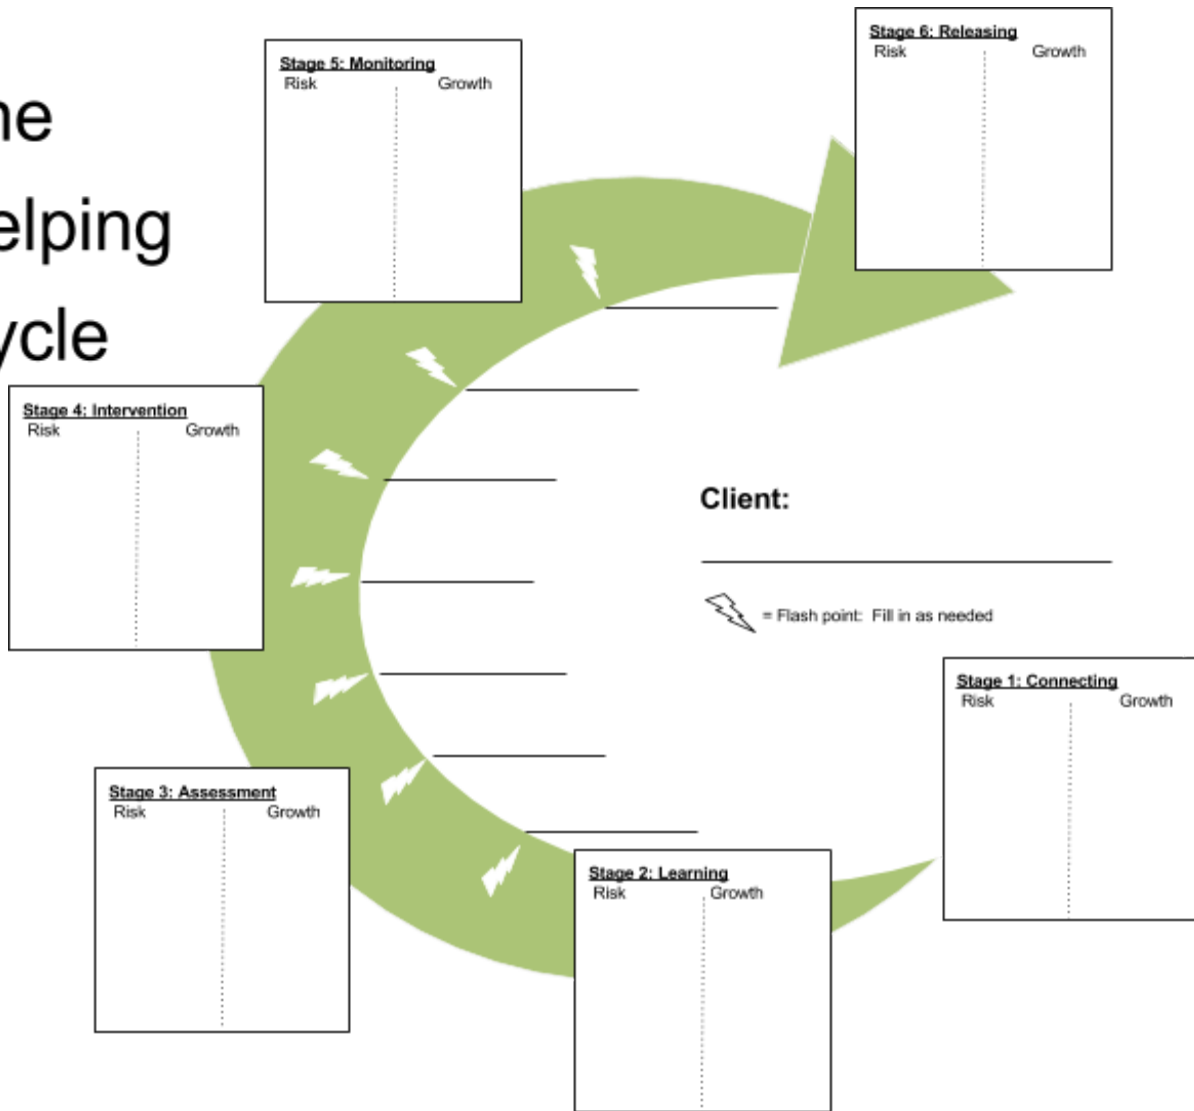 ne
elping
ycle
Stage 5: Monitoring
Risk Growth
Stage 6: Releasing
Risk Growth
Stage 4: Intervention
Risk Growth
Client:
= Flash point: Fill in as needed
Stage 1: Connecting
Risk Growth
Stage 3: Assessment
Risk Growth
Stage 2: Learning
Risk Growth